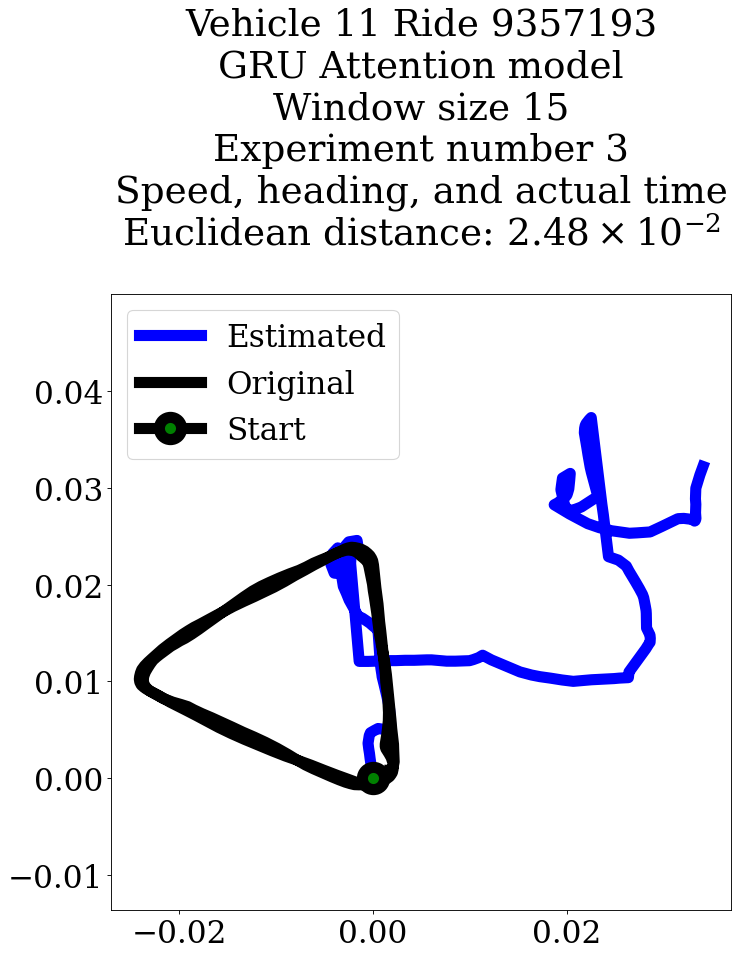 Vehicle 11 Ride 9357193
GRU Attention model
Window size 15
Experiment number 3
Speed, heading, and actual time
Euclidean distance: 2.48 × 10⁻²
Estimated
Original
Start
0.04
0.03
0.02
0.01
0.00
−0.01
−0.02
0.00
0.02